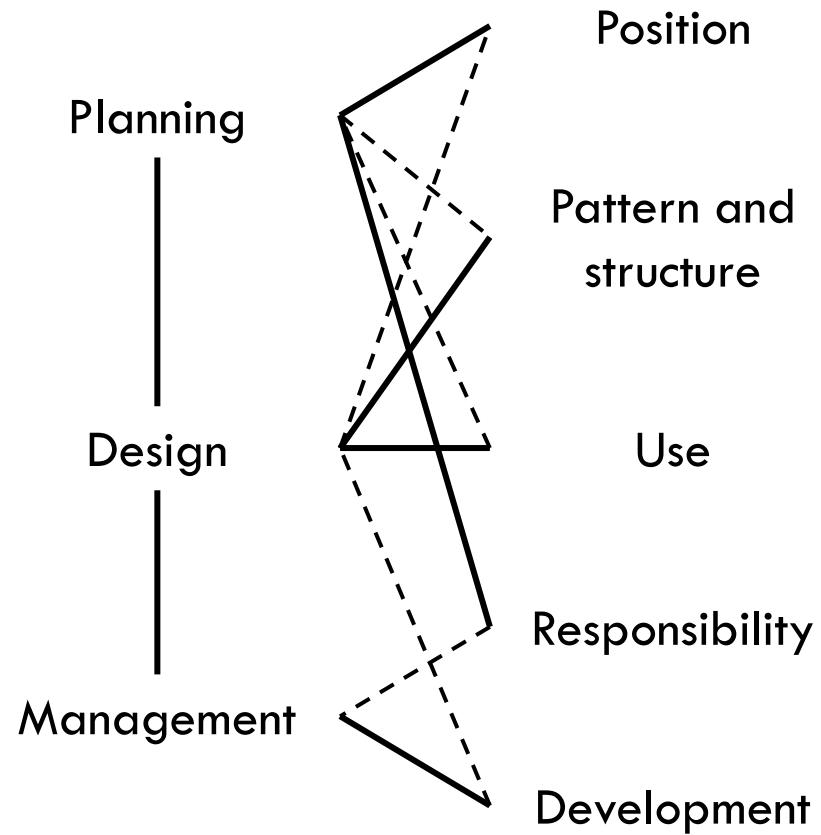 Position
Planning
Pattern and
structure
Design
Use
Responsibility
Management
Development